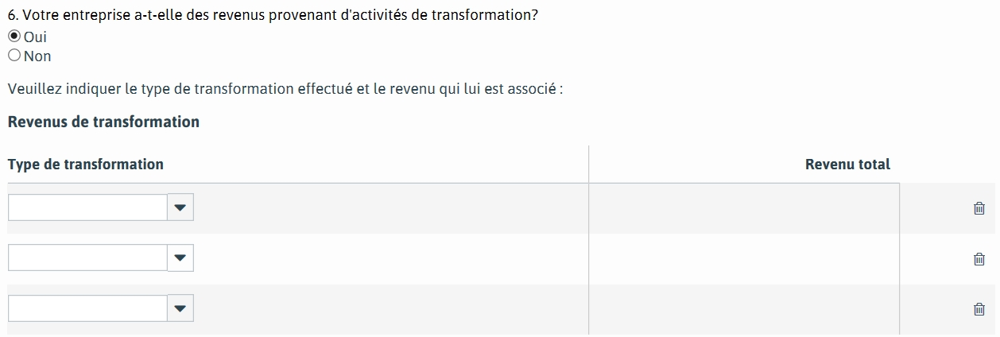 6. Votre entreprise a-t-elle des revenus provenant d'activités de transformation?
Oui
Non
Veuillez indiquer le type de transformation effectué et le revenu qui lui est associé :
Revenus de transformation
Type de transformation Revenu total